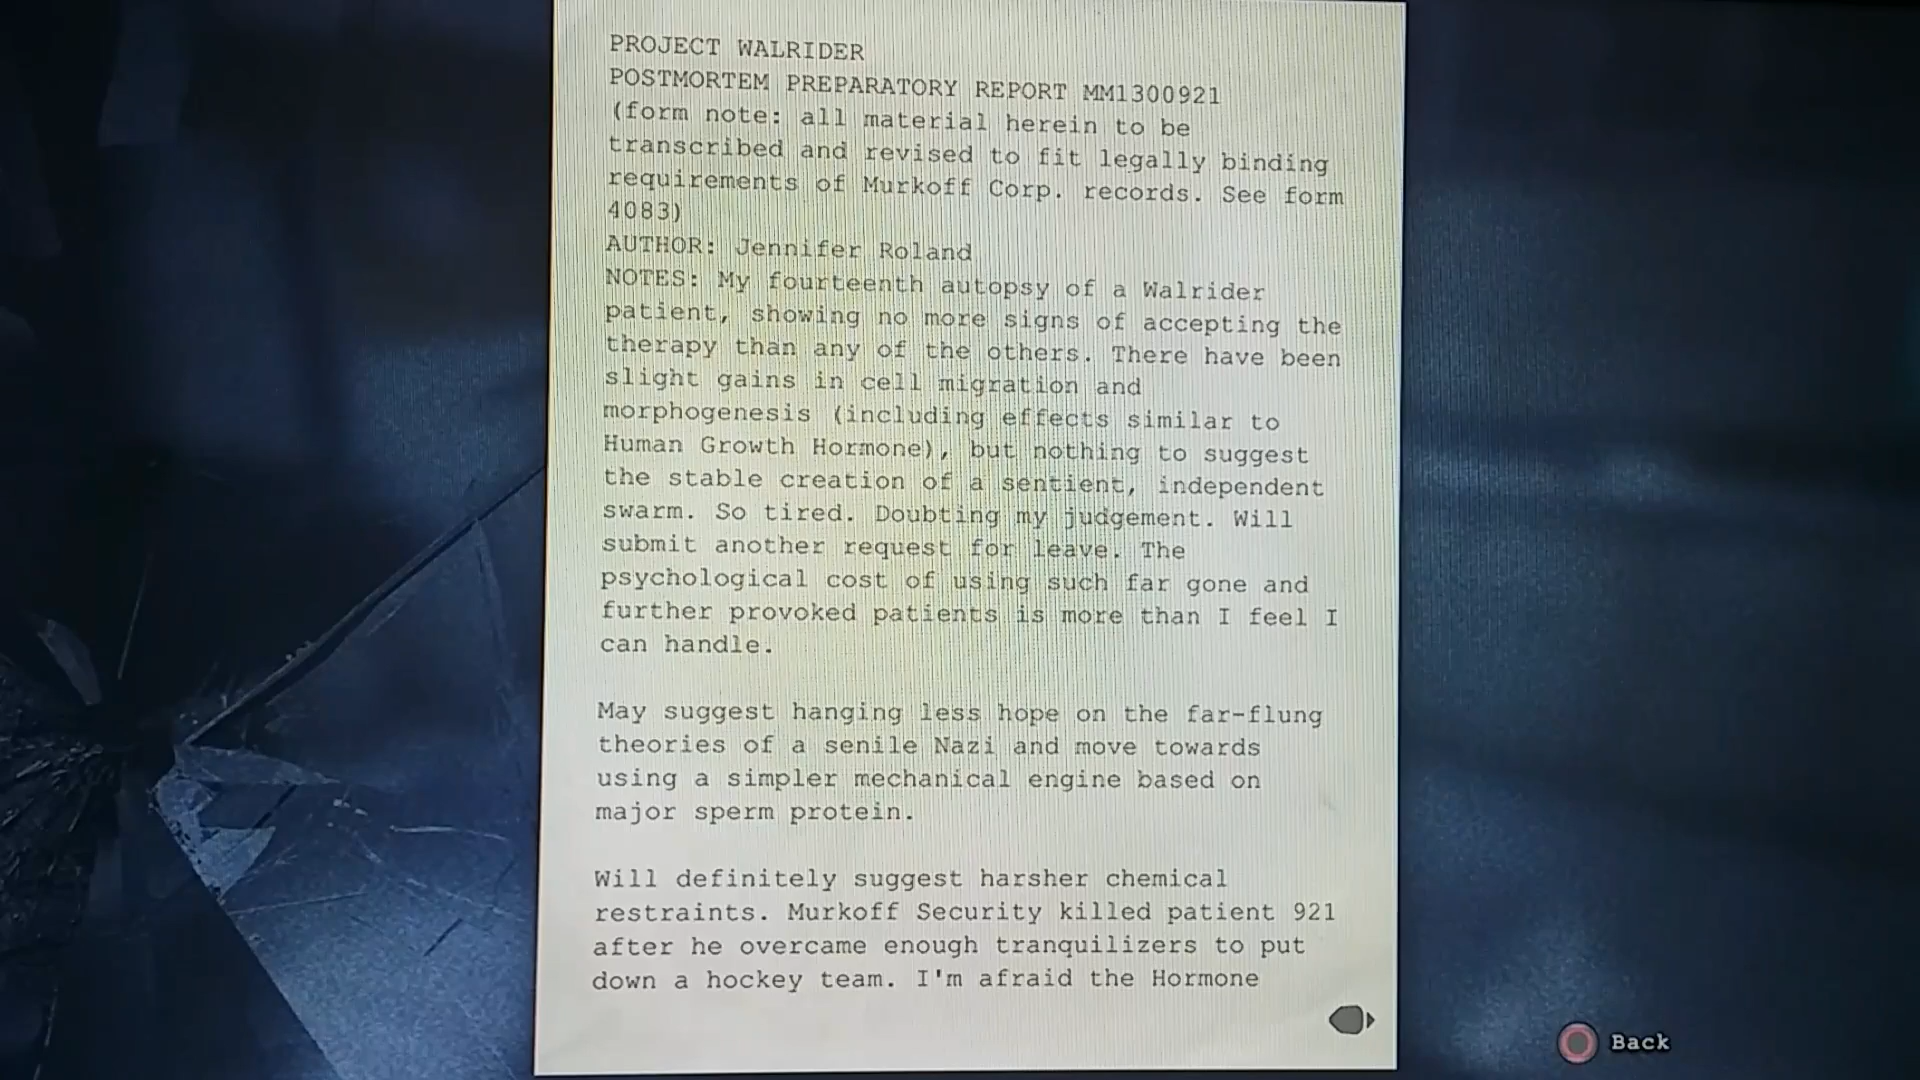 PROJECT WALRIDER
POSTMORTEM PREPARATORY REPORT MM1300921
(form note: all material herein to be
transcribed and revised to fit legally binding
requirements of Murkoff Corp. records. See form
4083)
AUTHOR: Jennifer Roland
NOTES: My fourteenth autopsy of a Walrider
patient, showing no more signs of accepting the
therapy than any of the others. There have been
slight gains in cell migration and
morphogenesis (including effects similar to
Human Growth Hormone), but nothing to suggest
the stable creation of a sentient, independent
swarm. So tired. Doubting my judgement. Will
submit another request for leave. The
psychological cost of using such far gone and
further provoked patients is more than I feel I
can handle.
May suggest hanging less hope on the far-flung
theories of a senile Nazi and move towards
using a simpler mechanical engine based on
major sperm protein.
Will definitely suggest harsher chemical
restraints. Murkoff Security killed patient 921
after he overcame enough tranquilizers to put
down a hockey team. I'm afraid the Hormone
Back